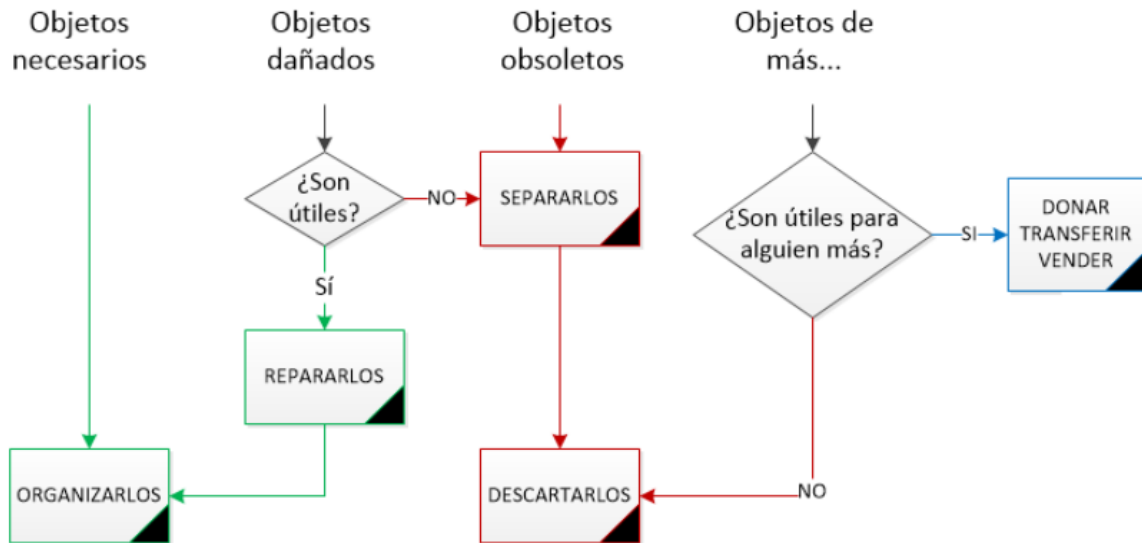 Objetos
necesarios
Objetos
dañados
Objetos
obsoletos
Objetos de
más...
¿Son
útiles?
NO
SEPARARLOS
¿Son útiles para
alguien más?
SI
DONAR
TRANSFERIR
VENDER
Sí
REPARARLOS
ORGANIZARLOS
DESCARTARLOS
NO